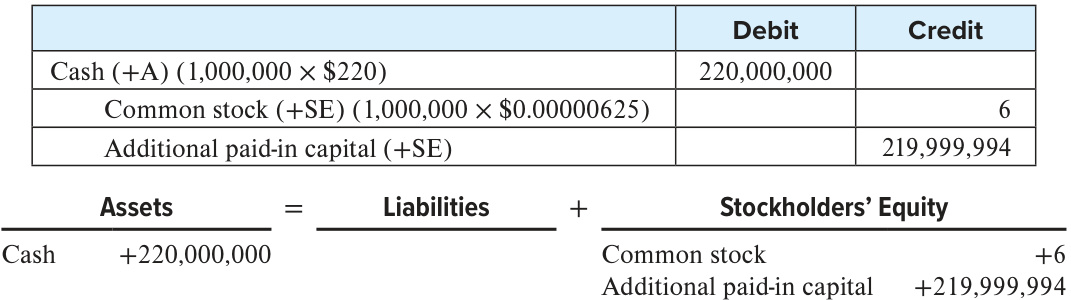 Debit Credit
Cash (+A) (1,000,000 × $220) 220,000,000
Common stock (+SE) (1,000,000 × $0.00000625) 6
Additional paid-in capital (+SE) 219,999,994
Assets = Liabilities + Stockholders’ Equity
Cash +220,000,000 Common stock +6
Additional paid-in capital +219,999,994